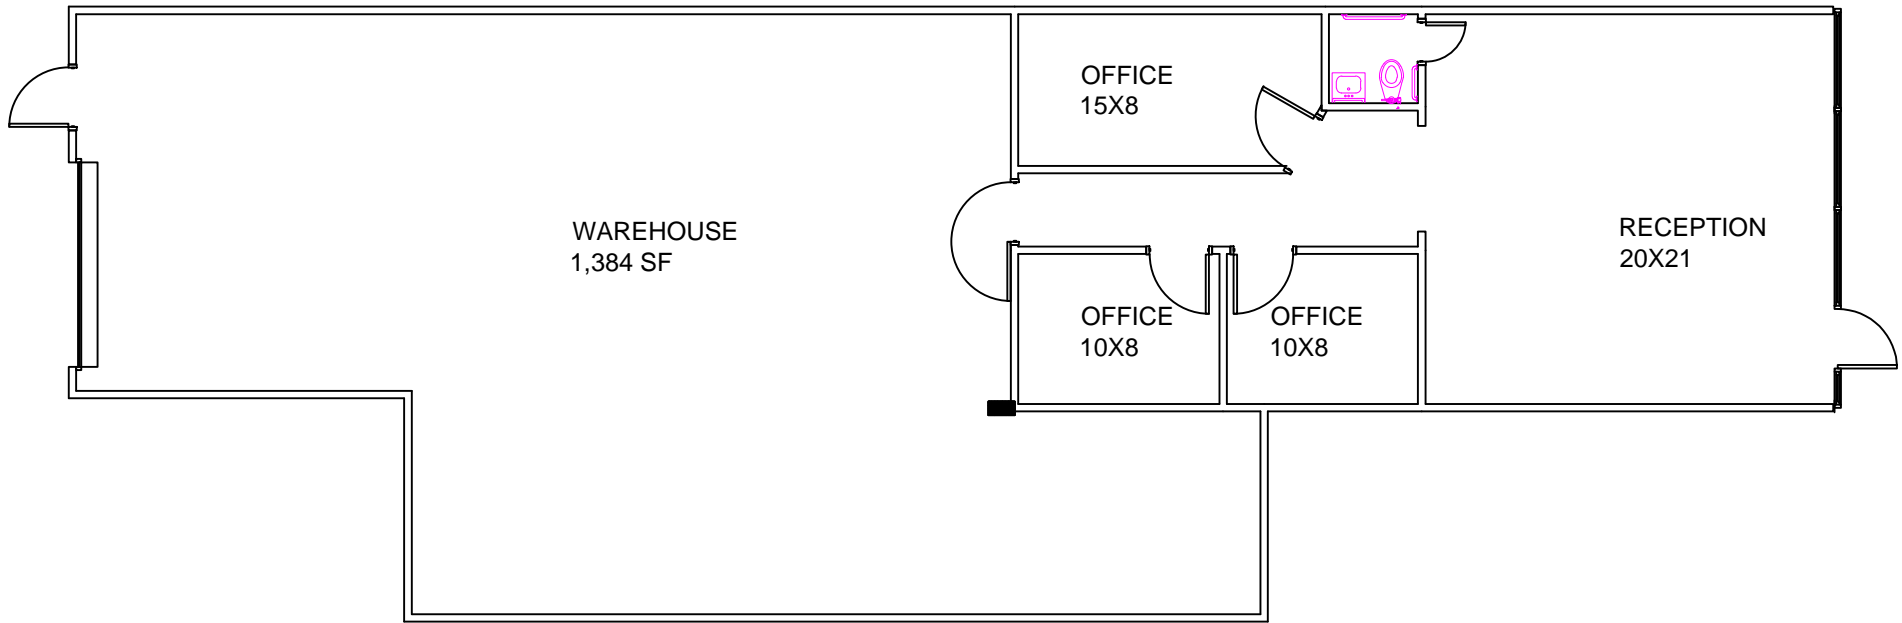 OFFICE
15X8
WAREHOUSE
1,384 SF
RECEPTION
20X21
OFFICE
10X8
OFFICE
10X8